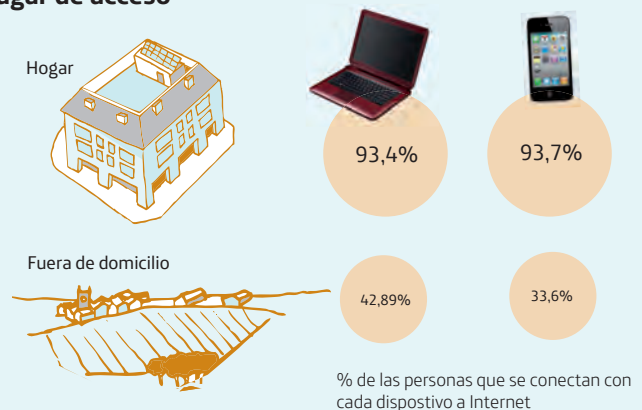 de acceso
Hogar
93,4%
93,7%
Fuera de domicilio
42,89%
33,6%
% de las personas que se conectan con
cada dispostivo a Internet